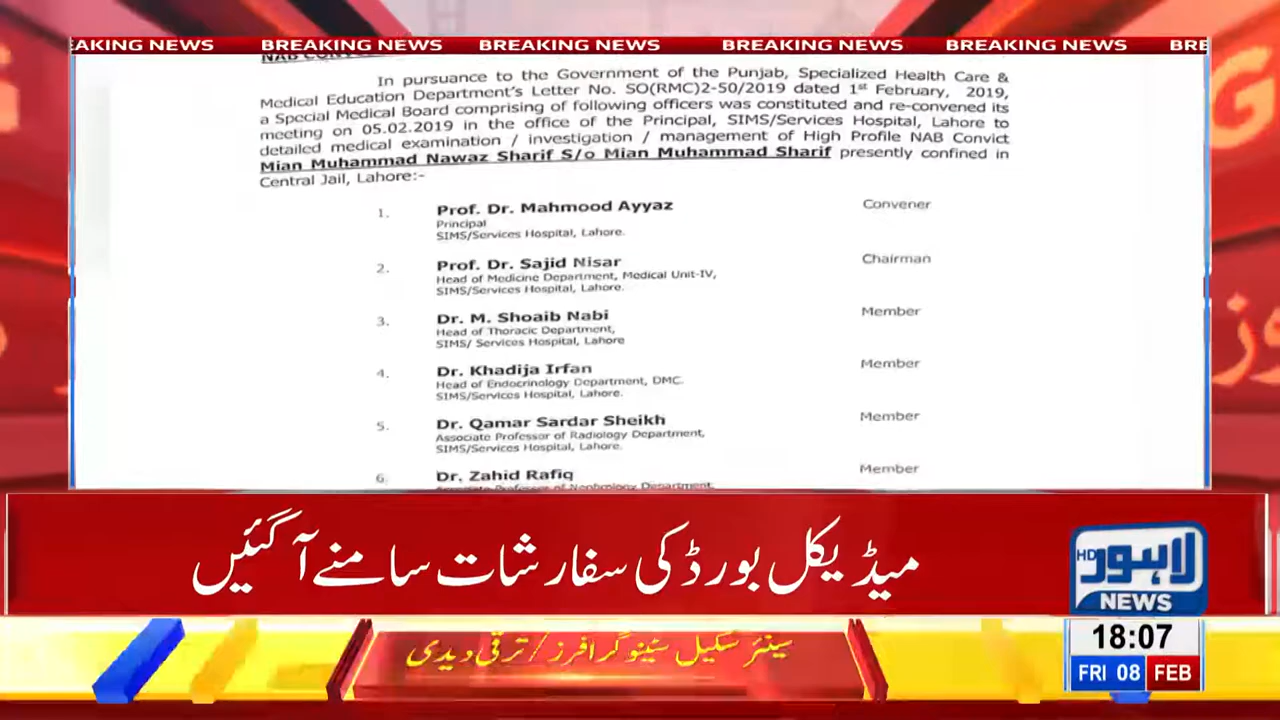 AKING NEWS BREAKING NEWS BREAKING NEWS BREAKING NEWS BREAKING NEWS BRE
In pursuance to the Government of the Punjab, Specialized Health Care &
Medical Education Department's Letter No. SO(RMC)2-50/2019 dated 1st February, 2019,
a Special Medical Board comprising of following officers was constituted and re-convened its
meeting on 05.02.2019 in the office of the Principal, SIMS/Services Hospital, Lahore to
detailed medical examination / investigation / management of High Profile NAB Convict
Mian Muhammad Nawaz Sharif S/o Mian Muhammad Sharif presently confined in
Central Jail, Lahore:-
1. Prof. Dr. Mahmood Ayyaz Convener
Principal
SIMS/Services Hospital, Lahore.
2. Prof. Dr. Sajid Nisar Chairman
Head of Medicine Department, Medical Unit-IV,
SIMS/Services Hospital, Lahore.
3. Dr. M. Shoaib Nabi Member
Head of Thoracic Department,
SIMS/ Services Hospital, Lahore
4. Dr. Khadija Irfan Member
Head of Endocrinology Department, DMC.
SIMS/Services Hospital, Lahore.
5. Dr. Qamar Sardar Sheikh Member
Associate Professor of Radiology Department,
SIMS/Services Hospital, Lahore.
6. Dr. Zahid Rafiq Member
Associate Professor of Nephrology Department,
میڈیکل بورڈ کی سفارشات سامنے آ گئیں
HD لاہور
NEWS
18:07
FRI 08 FEB
سینئر سکیل سٹینو گرافرز / ترقی دیدی